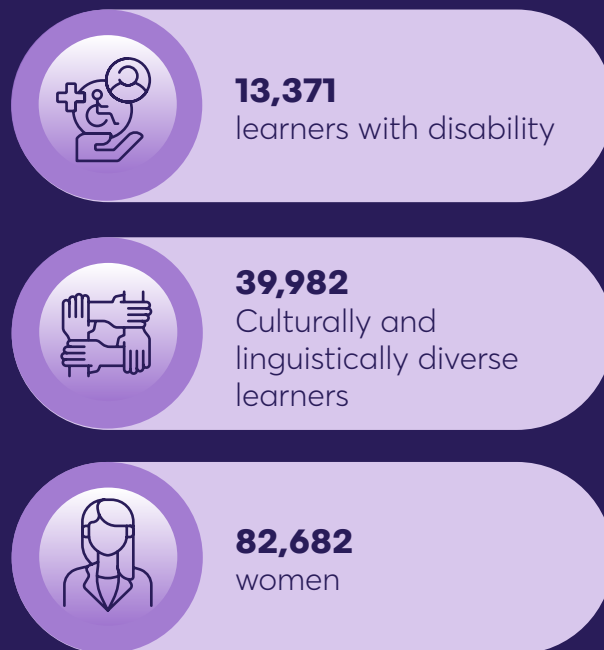 13,371
learners with disability
39,982
Culturally and
linguistically diverse
learners
82,682
women